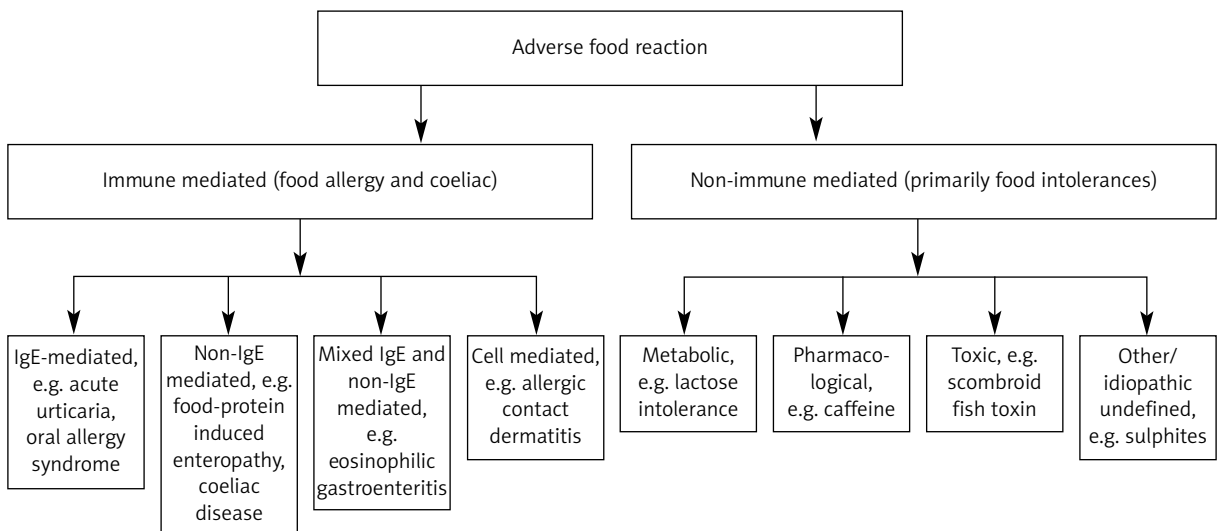 Adverse food reaction
Immune mediated (food allergy and coeliac)
Non-immune mediated (primarily food intolerances)
IgE-mediated,
e.g. acute
urticaria,
oral allergy
syndrome
Non-IgE
mediated, e.g.
food-protein
induced
enteropathy,
coeliac
disease
Mixed IgE and
non-IgE
mediated,
e.g.
eosinophilic
gastroenteritis
Cell mediated,
e.g. allergic
contact
dermatitis
Metabolic,
e.g. lactose
intolerance
Pharmaco-
logical,
e.g. caffeine
Toxic, e.g.
scombroid
fish toxin
Other/
idiopathic
undefined,
e.g. sulphites